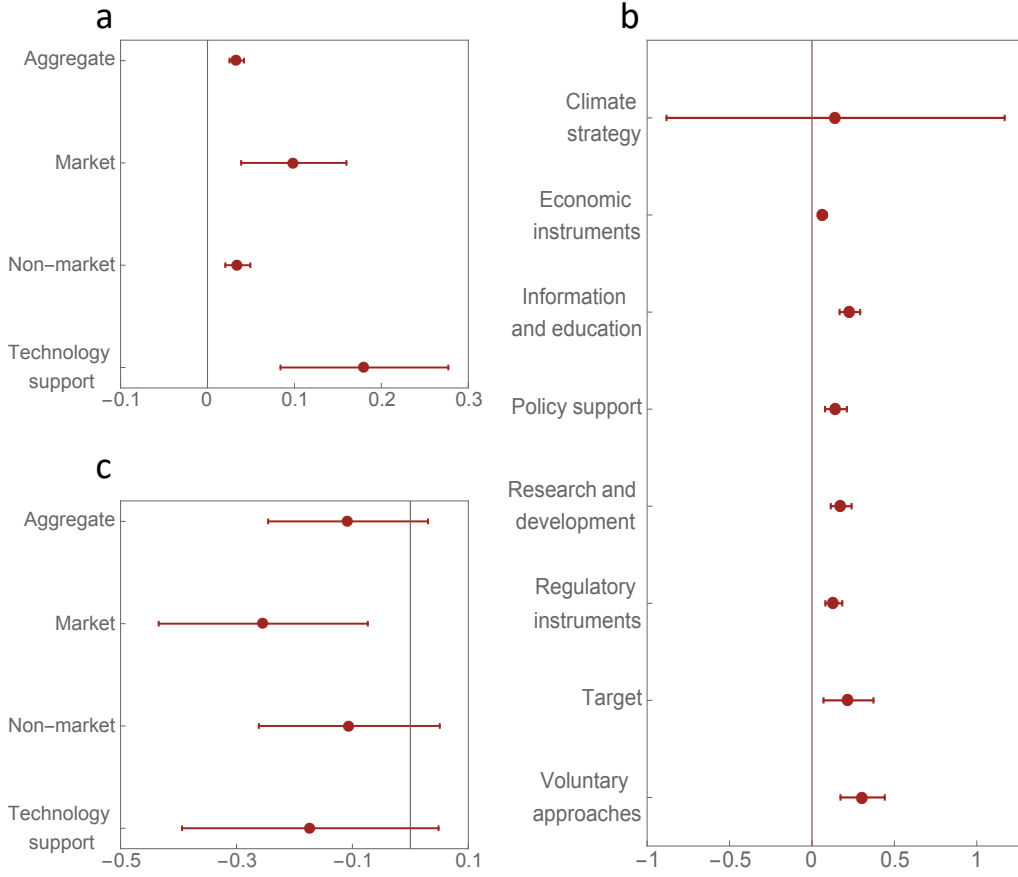 a
Aggregate
Market
Non−market
Technology
support
−0.1
0
0.1
0.2
0.3
b
Climate
strategy
Economic
instruments
Information
and education
Policy support
Research and
development
Regulatory
instruments
Target
Voluntary
approaches
−1
0
0.5
1
c
Aggregate
Market
Non−market
Technology
support
−0.5
−0.3
−0.1
0.1